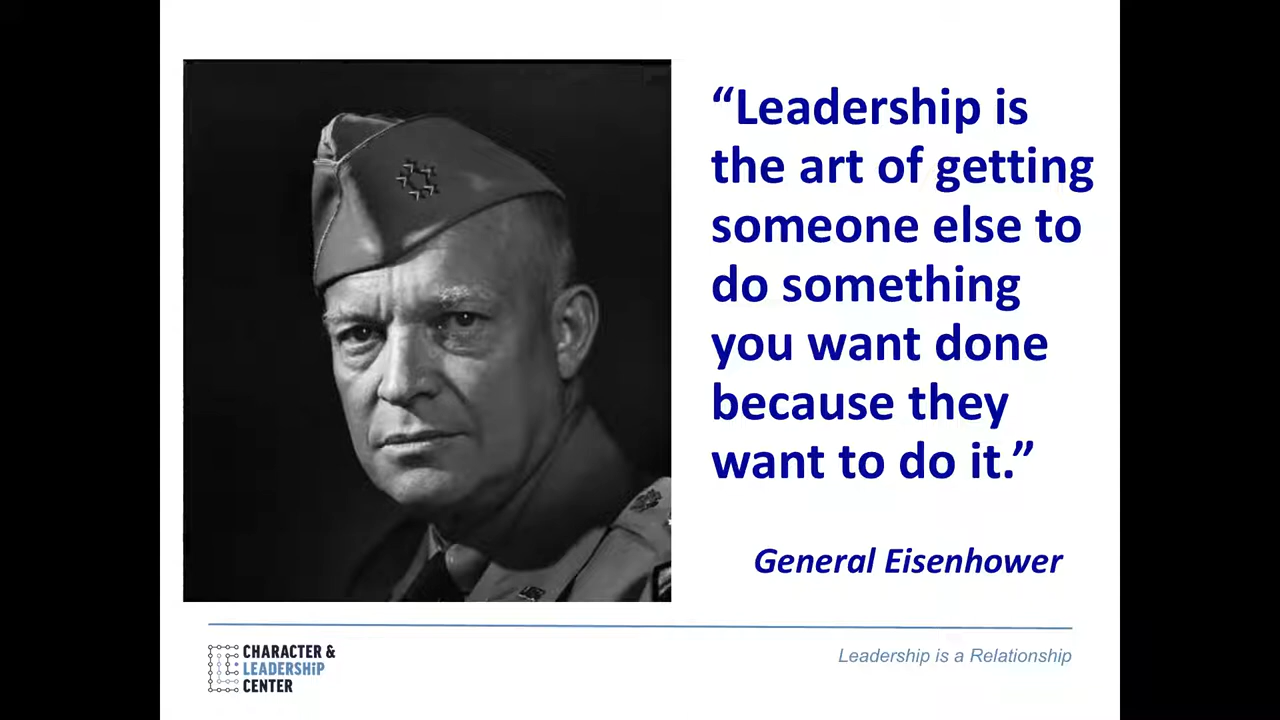 “Leadership is
the art of getting
someone else to
do something
you want done
because they
want to do it.”
General Eisenhower
CHARACTER &
LEADERSHiP
CENTER
Leadership is a Relationship